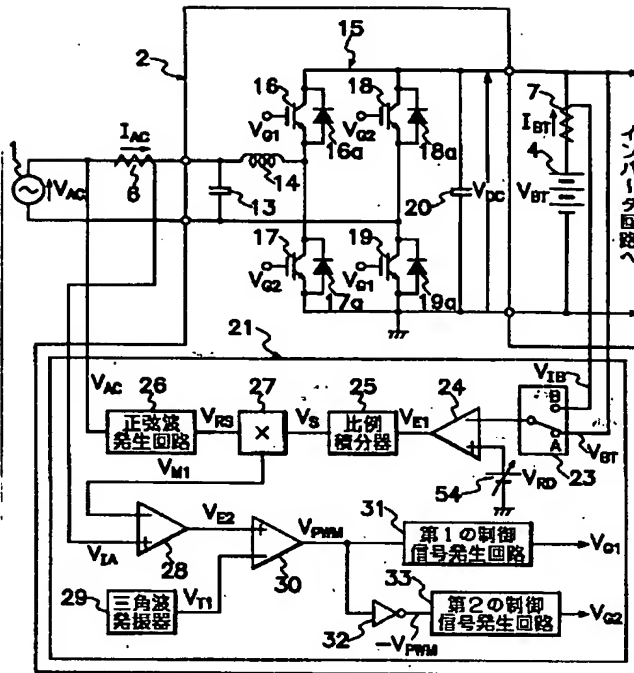 2
15
16
18
V_G1
V_G2
16a
18a
7
I_BT
4
V_BT
インバータ回路へ
1
V_AC
I_AC
6
14
13
20
V_DC
17
19
V_G2
V_G1
17a
19a
21
V_AC
26
正弦波
発生回路
V_RS
27
×
V_S
25
比例
積分器
V_E1
24
V_IB
B
A
V_BT
23
54
V_RD
V_M1
V_IA
28
V_E2
30
V_PWM
31
第1の制御
信号発生回路
V_G1
29
三角波
発振器
V_T1
32
-V_PWM
33
第2の制御
信号発生回路
V_G2